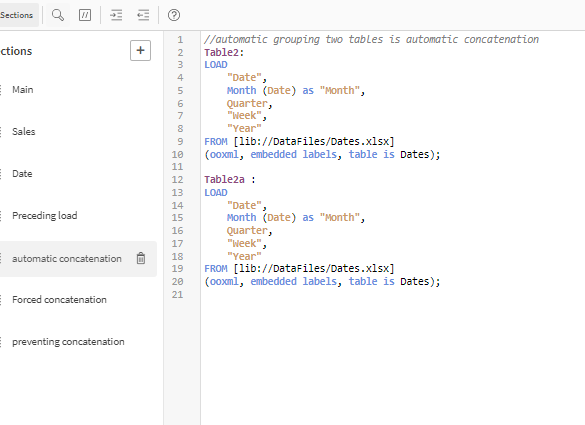 Sections
ctions
Main
Sales
Date
Preceding load
automatic concatenation
Forced concatenation
preventing concatenation
1 //automatic grouping two tables is automatic concatenation
2 Table2:
3 LOAD
4 "Date",
5 Month (Date) as "Month",
6 Quarter,
7 "Week",
8 "Year"
9 FROM [lib://DataFiles/Dates.xlsx]
10 (ooxml, embedded labels, table is Dates);
11
12 Table2a :
13 LOAD
14 "Date",
15 Month (Date) as "Month",
16 Quarter,
17 "Week",
18 "Year"
19 FROM [lib://DataFiles/Dates.xlsx]
20 (ooxml, embedded labels, table is Dates);
21